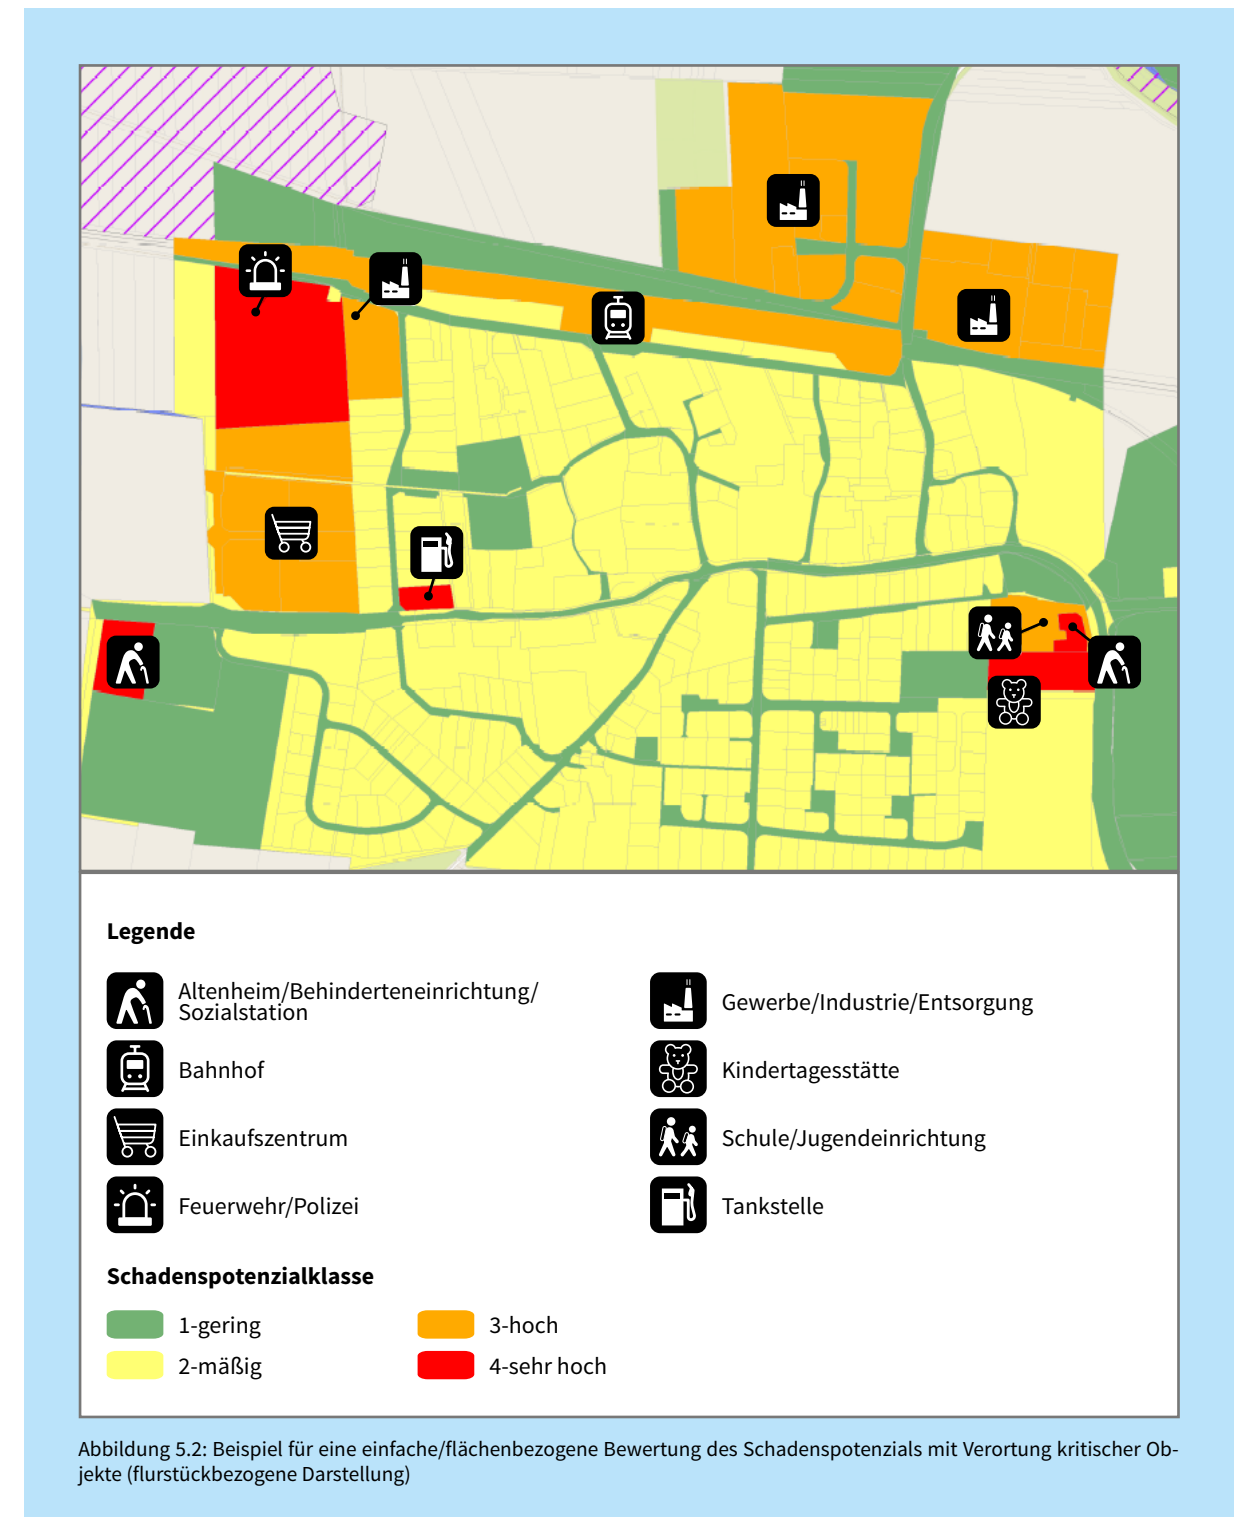 Legende
Altenheim/Behinderteneinrichtung/
Sozialstation
Bahnhof
Einkaufszentrum
Feuerwehr/Polizei
Gewerbe/Industrie/Entsorgung
Kindertagesstätte
Schule/Jugendeinrichtung
Tankstelle
Schadenspotenzialklasse
1-gering
2-mäßig
3-hoch
4-sehr hoch
Abbildung 5.2: Beispiel für eine einfache/flächenbezogene Bewertung des Schadenspotenzials mit Verortung kritischer Ob-
jekte (flurstückbezogene Darstellung)